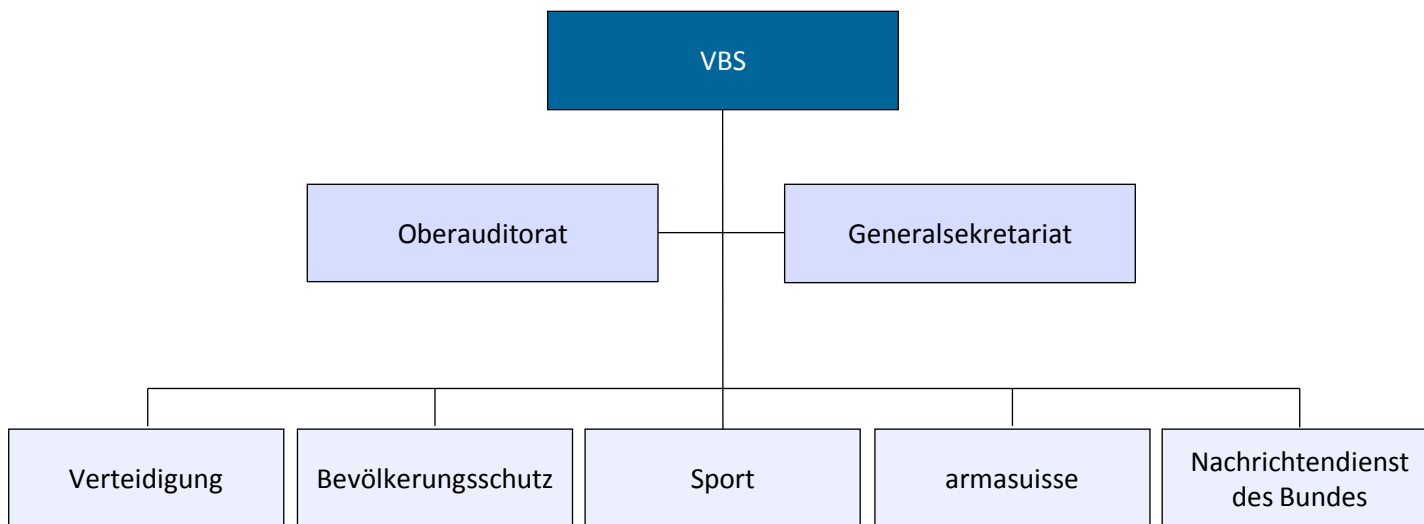 VBS
Oberauditorat
Generalsekretariat
Verteidigung
Bevölkerungsschutz
Sport
armasuisse
Nachrichtendienst
des Bundes